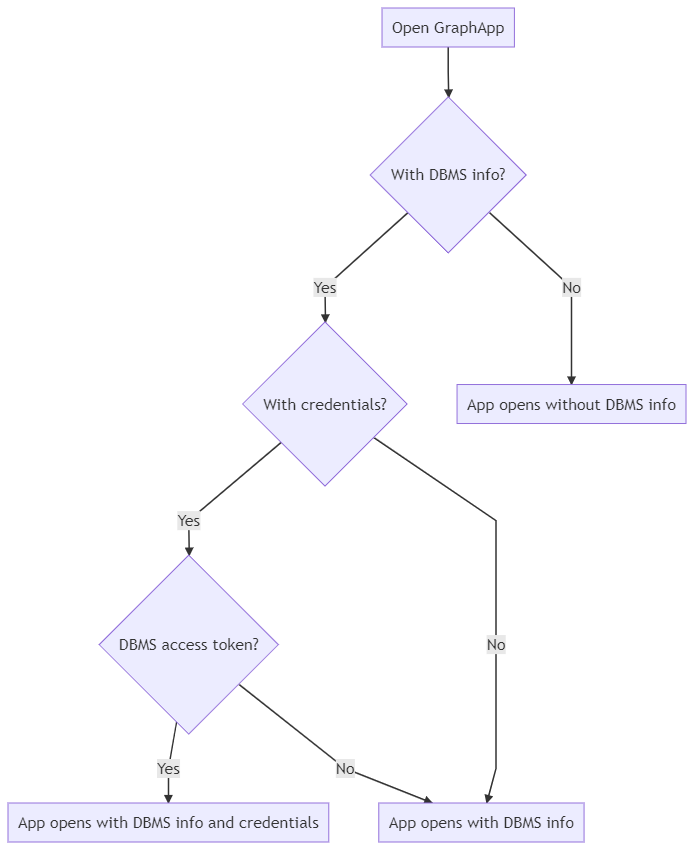 Open GraphApp
With DBMS info?
Yes
No
With credentials?
App opens without DBMS info
Yes
DBMS access token?
No
Yes
No
App opens with DBMS info and credentials
App opens with DBMS info